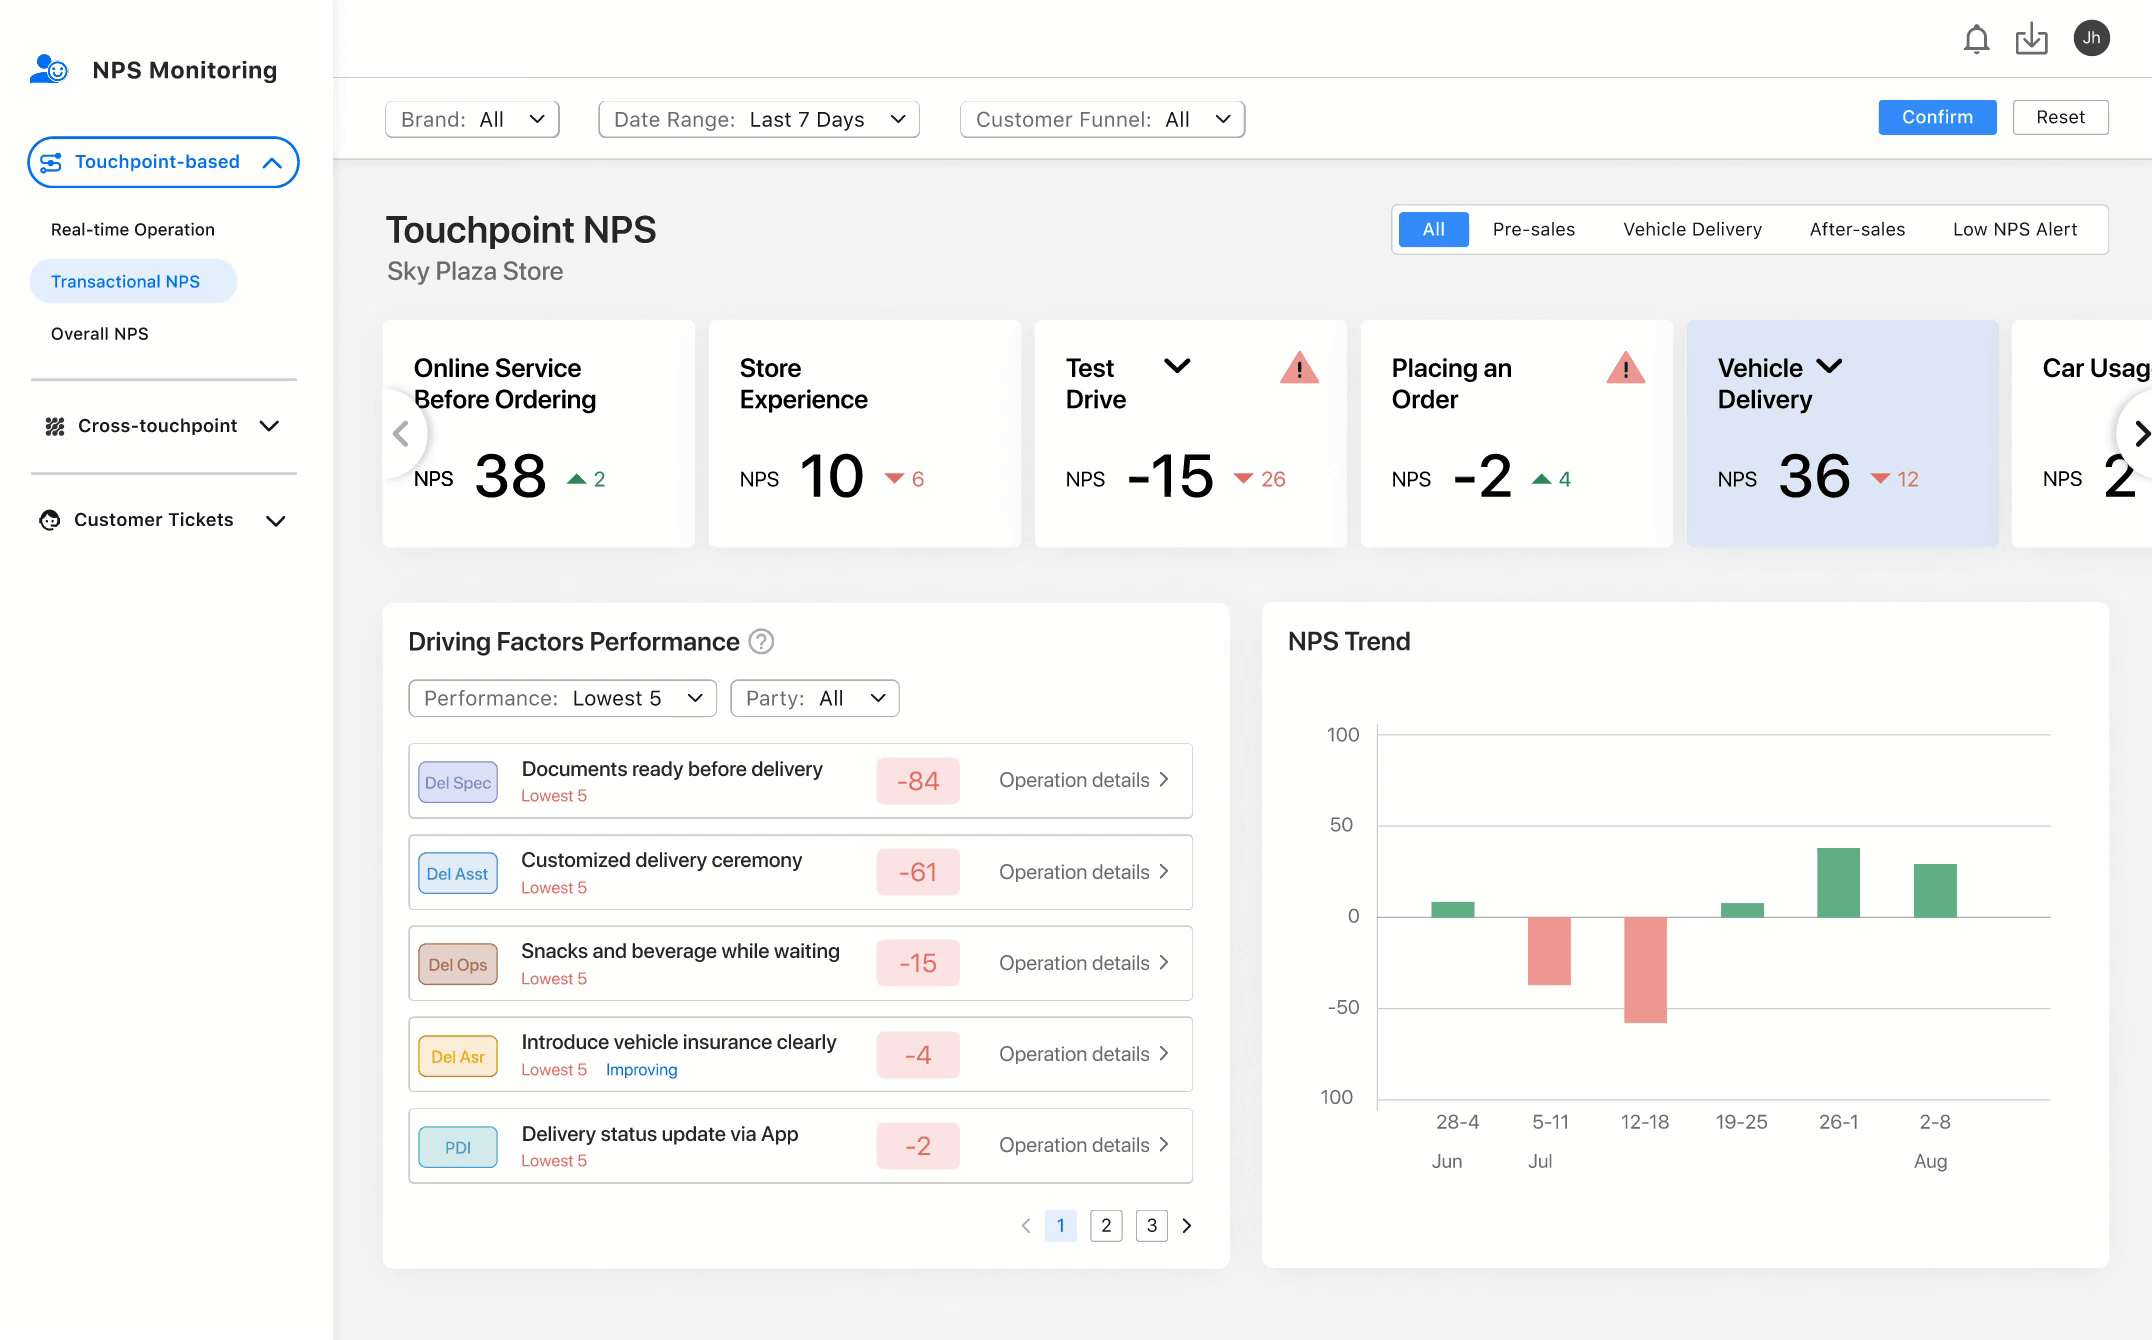 Jh
NPS Monitoring
Brand: All
Date Range: Last 7 Days
Customer Funnel: All
Confirm
Reset
Touchpoint-based
Real-time Operation
Transactional NPS
Overall NPS
Cross-touchpoint
Customer Tickets
Touchpoint NPS
Sky Plaza Store
All
Pre-sales
Vehicle Delivery
After-sales
Low NPS Alert
Online Service
Before Ordering
NPS 38 2
Store
Experience
NPS 10 6
Test
Drive
NPS -15 26
Placing an
Order
NPS -2 4
Vehicle
Delivery
NPS 36 12
Car
NPS
Driving Factors Performance ?
Performance: Lowest 5
Party: All
Del Spec
Documents ready before delivery
Lowest 5
-84
Operation details
Del Asst
Customized delivery ceremony
Lowest 5
-61
Operation details
Del Ops
Snacks and beverage while waiting
Lowest 5
-15
Operation details
Del Asr
Introduce vehicle insurance clearly
Lowest 5 Improving
-4
Operation details
PDI
Delivery status update via App
Lowest 5
-2
Operation details
1 2 3
NPS Trend
100
50
0
-50
100
28-4 5-11 12-18 19-25 26-1 2-8
Jun Jul Aug